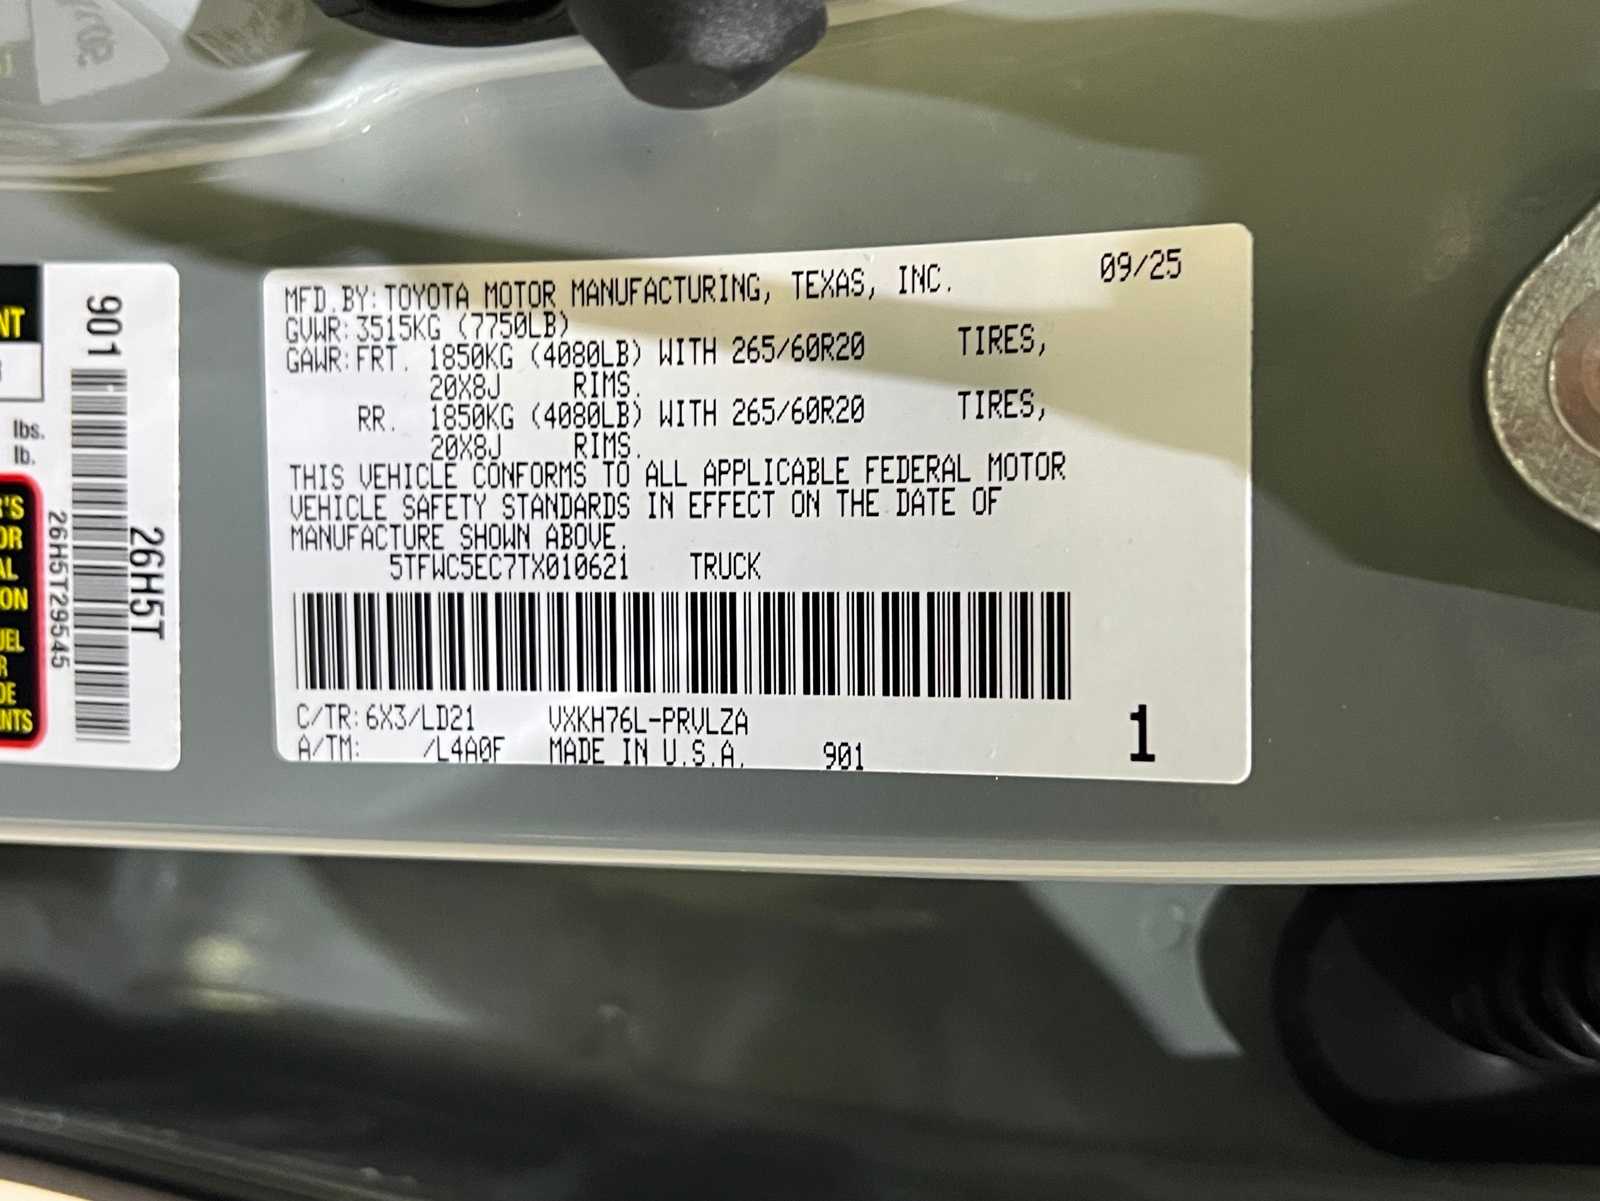 MFD.BY: TOYOTA MOTOR MANUFACTURING, TEXAS, INC. 09/25
GVWR: 3515KG (7750LB)
GAWR: FRT. 1850KG (4080LB) WITH 265/60R20 TIRES,
20X8J RIMS.
RR. 1850KG (4080LB) WITH 265/60R20 TIRES,
20X8J RIMS.
THIS VEHICLE CONFORMS TO ALL APPLICABLE FEDERAL MOTOR
VEHICLE SAFETY STANDARDS IN EFFECT ON THE DATE OF
MANUFACTURE SHOWN ABOVE.
5TFWC5EC7TX010621 TRUCK
C/TR: 6X3/LD21 VXKH76L-PRVLZA
A/TM: /L4A0F MADE IN U.S.A. 901
1
901
26H5T
26H5T29545
lbs.
lb.